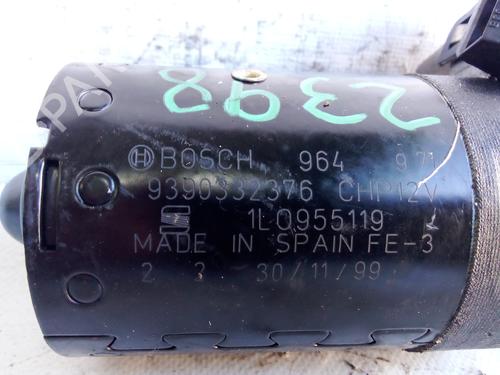 2398
BOSCH 964 971
9390332376 CHP12V
1L0955119
MADE IN SPAIN FE-3
2 3 30/11/99